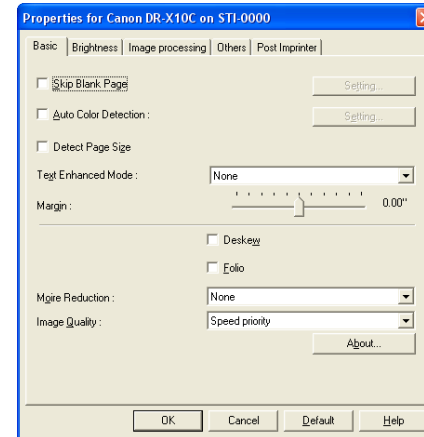 Properties for Canon DR-X10C on STI-0000
Basic Brightness Image processing Others Post Imprinter
Skip Blank Page Setting...
Auto Color Detection : Setting...
Detect Page Size
Text Enhanced Mode : None
Margin : 0.00"
Deskew
Folio
Moire Reduction : None
Image Quality : Speed priority
About...
OK Cancel Default Help